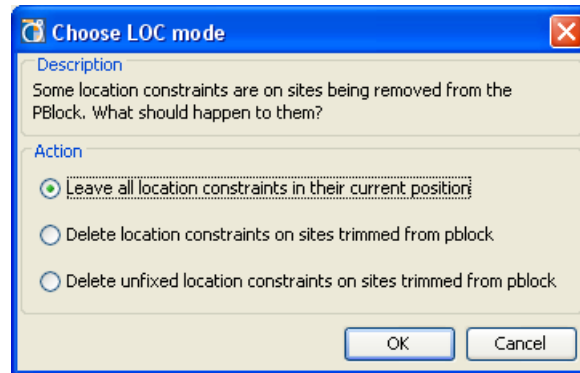 Choose LOC mode
Description
Some location constraints are on sites being removed from the
PBlock. What should happen to them?
Action
Leave all location constraints in their current position
Delete location constraints on sites trimmed from pblock
Delete unfixed location constraints on sites trimmed from pblock
OK Cancel